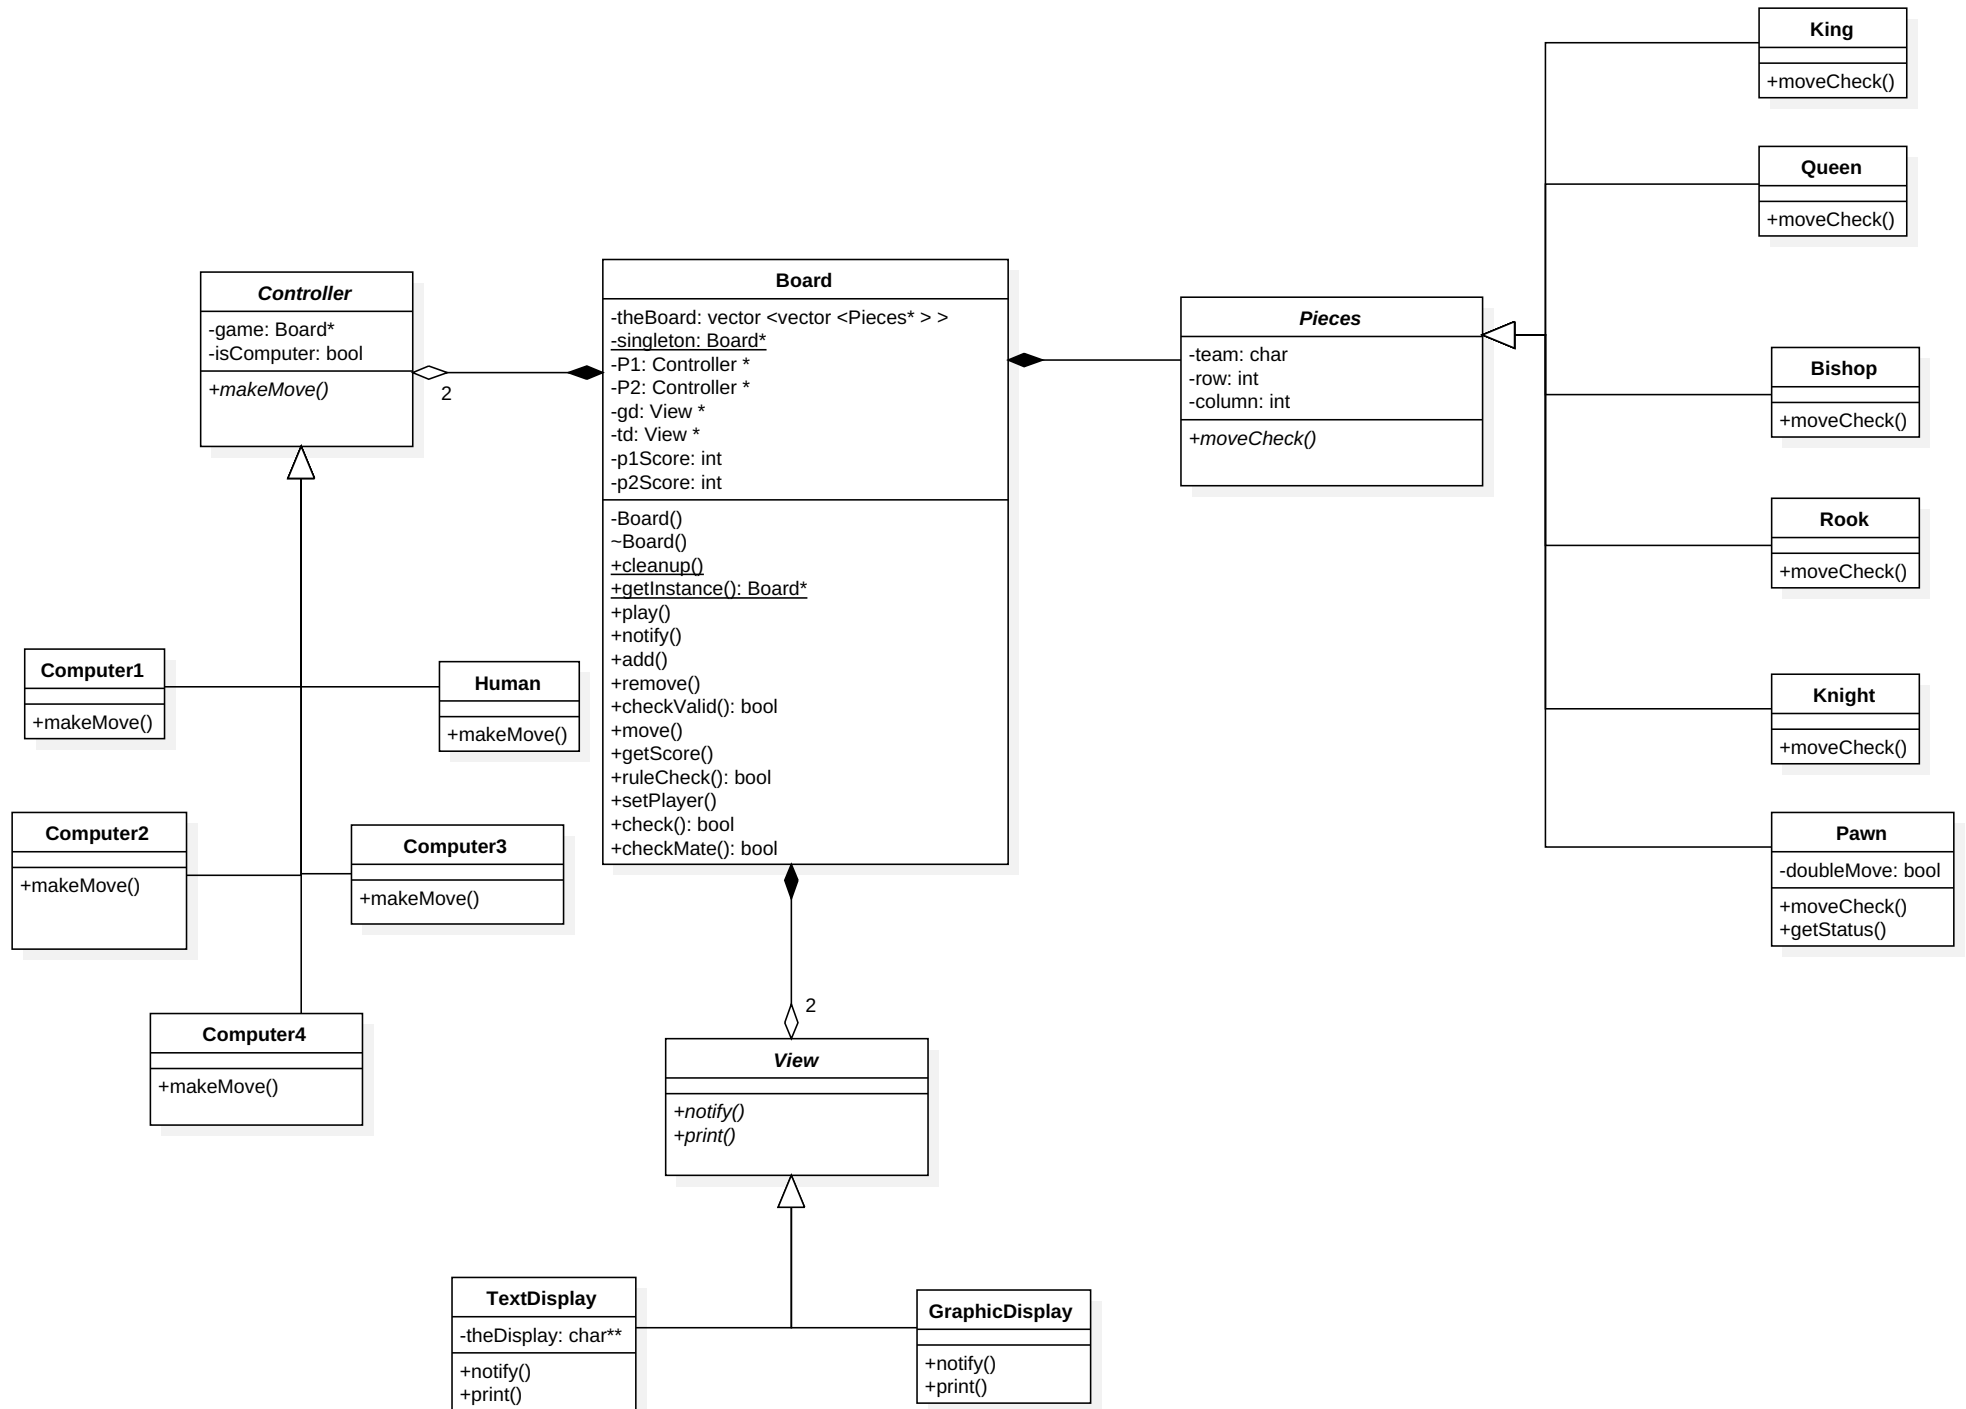 King
+moveCheck()
Queen
+moveCheck()
Controller
-game: Board*
-isComputer: bool
+makeMove()
2
Board
-theBoard: vector <vector <Pieces* > >
-singleton: Board*
-P1: Controller *
-P2: Controller *
-gd: View *
-td: View *
-p1Score: int
-p2Score: int
-Board()
~Board()
+cleanup()
+getInstance(): Board*
+play()
+notify()
+add()
+remove()
+checkValid(): bool
+move()
+getScore()
+ruleCheck(): bool
+setPlayer()
+check(): bool
+checkMate(): bool
Pieces
-team: char
-row: int
-column: int
+moveCheck()
Bishop
+moveCheck()
Rook
+moveCheck()
Knight
+moveCheck()
Pawn
-doubleMove: bool
+moveCheck()
+getStatus()
Computer1
+makeMove()
Human
+makeMove()
Computer2
+makeMove()
Computer3
+makeMove()
Computer4
+makeMove()
2
View
+notify()
+print()
TextDisplay
-theDisplay: char**
+notify()
+print()
GraphicDisplay
+notify()
+print()